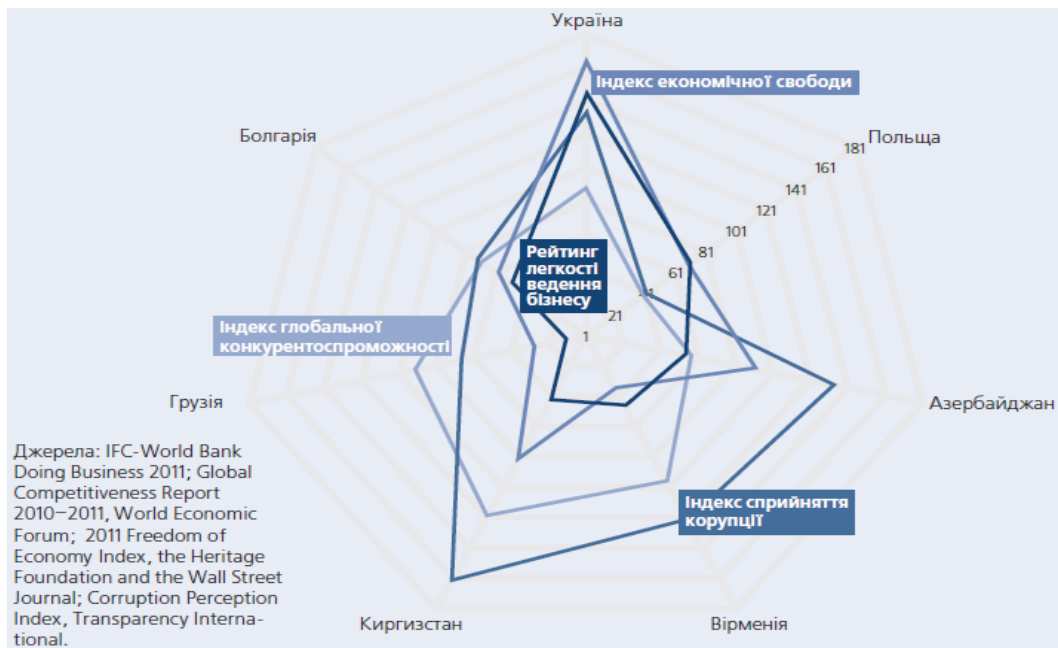 Україна
Індекс економічної свободи
Болгарія
Польща
181
161
141
121
101
81
61
21
1
Рейтинг
легкості
ведення
бізнесу
Індекс глобальної
конкурентоспроможності
Грузія
Азербайджан
Джерела: IFC-World Bank
Doing Business 2011; Global
Competitiveness Report
2010–2011, World Economic
Forum; 2011 Freedom of
Economy Index, the Heritage
Foundation and the Wall Street
Journal; Corruption Perception
Index, Transparency Interna-
tional.
Індекс сприйняття
корупції
Киргизстан
Вірменія